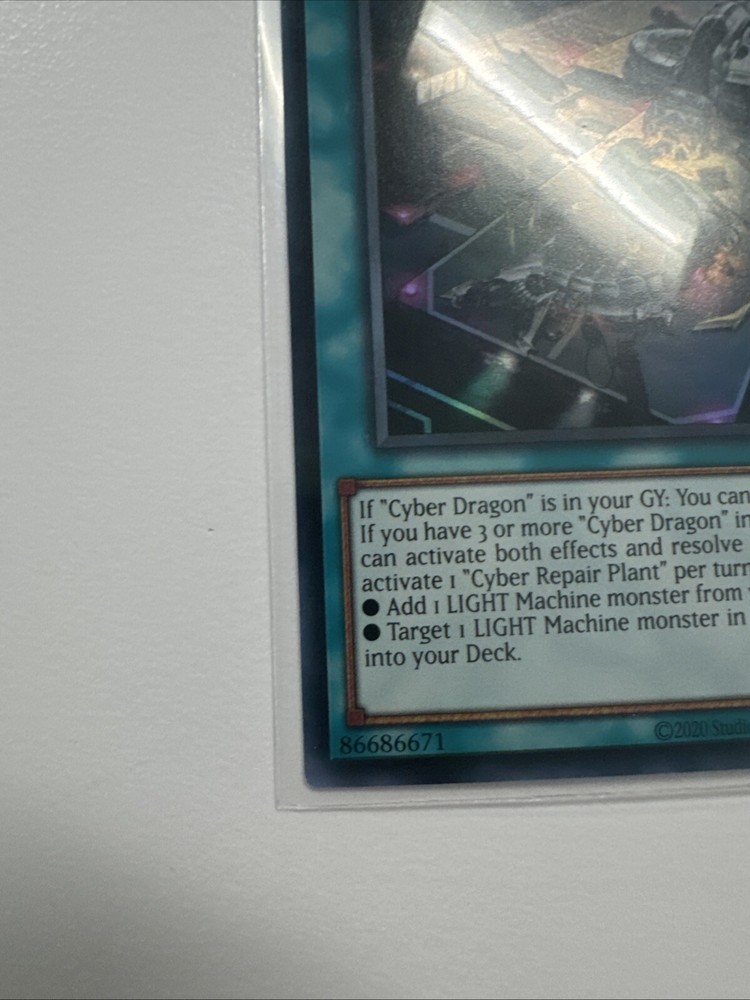 If "Cyber Dragon" is in your GY: You can
If you have 3 or more "Cyber Dragon" in
can activate both effects and resolve
activate 1 "Cyber Repair Plant" per turn
● Add 1 LIGHT Machine monster from
● Target 1 LIGHT Machine monster in
into your Deck.
86686671
©2020 Studi